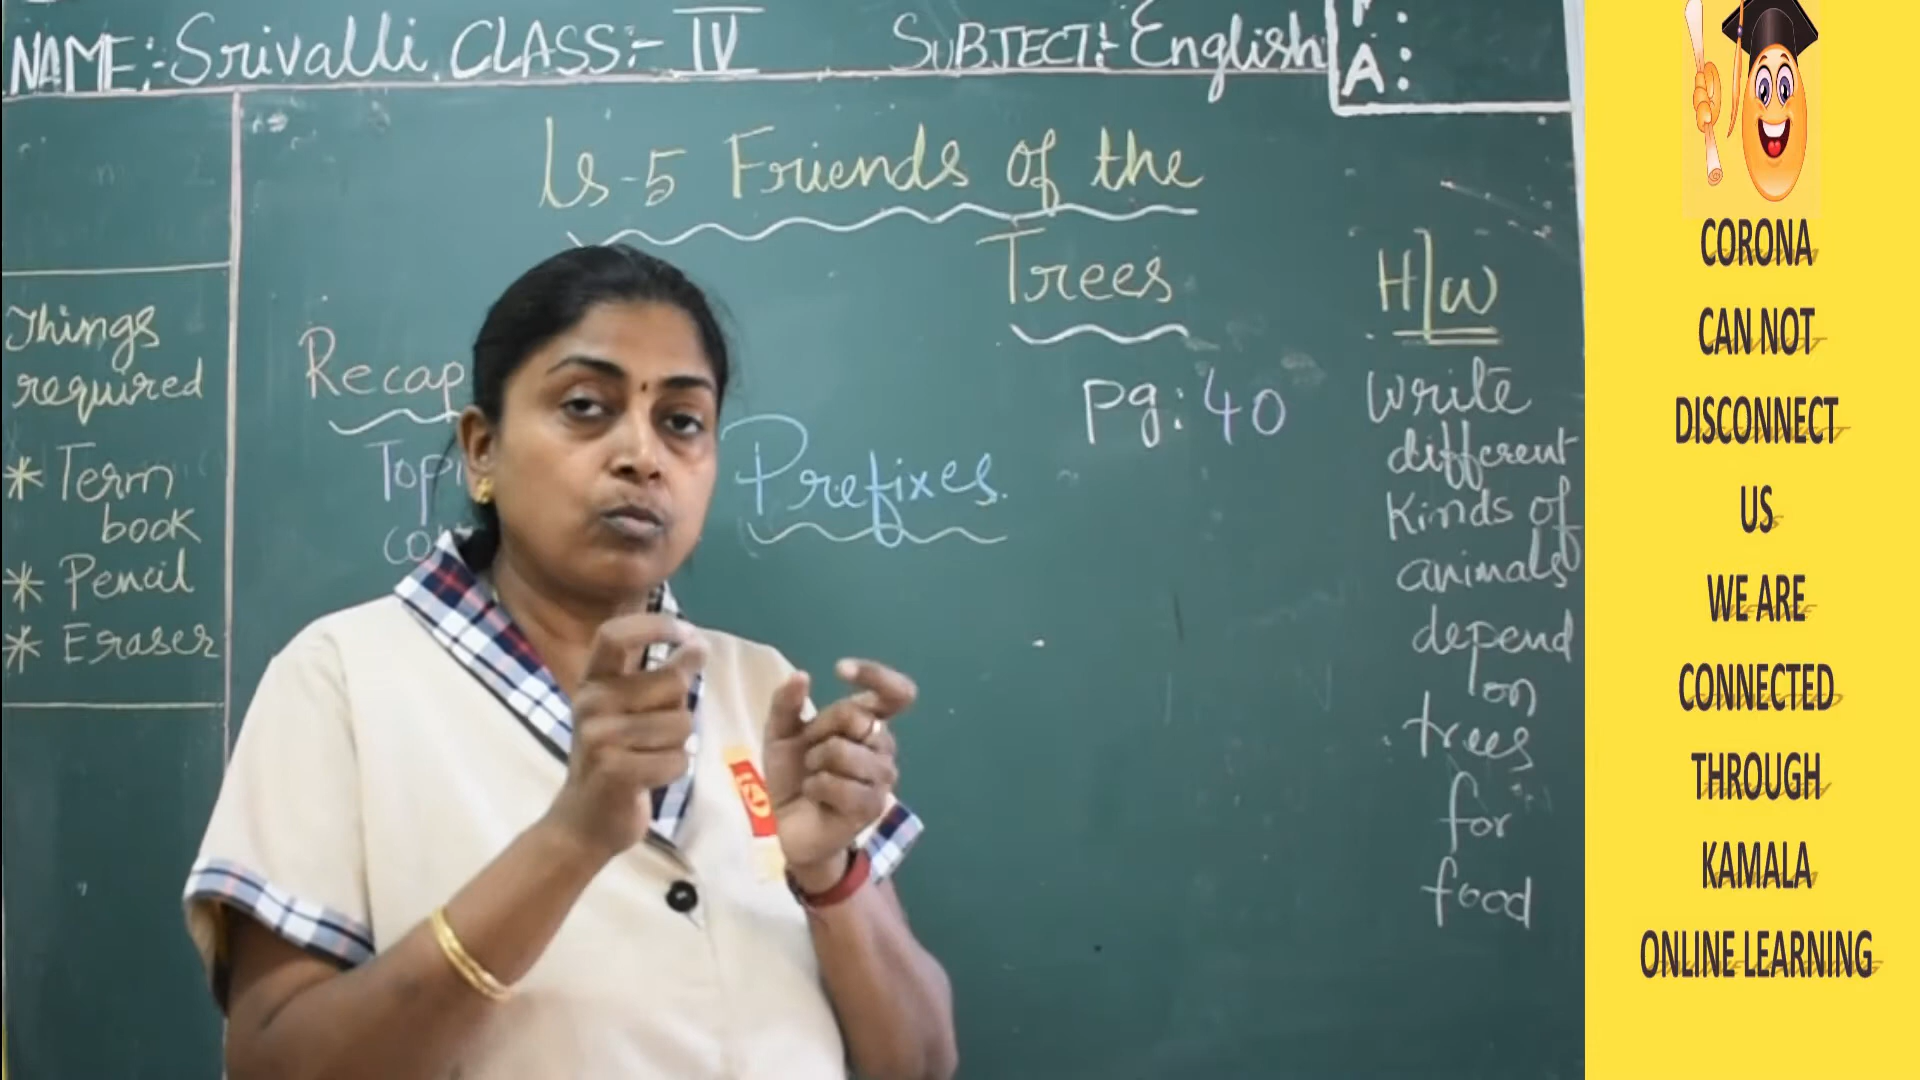 NAME:- Srivalli CLASS:- IV SUBJECT:- English
A :
Ls-5 Friends of the
Trees
Things
required
* Term
book
* Pencil
* Eraser
Recap
pg: 40
Prefixes.
H/W
write
different
kinds of
animals
depend
on
trees
for
food
CORONA
CAN NOT
DISCONNECT
US
WE ARE
CONNECTED
THROUGH
KAMALA
ONLINE LEARNING